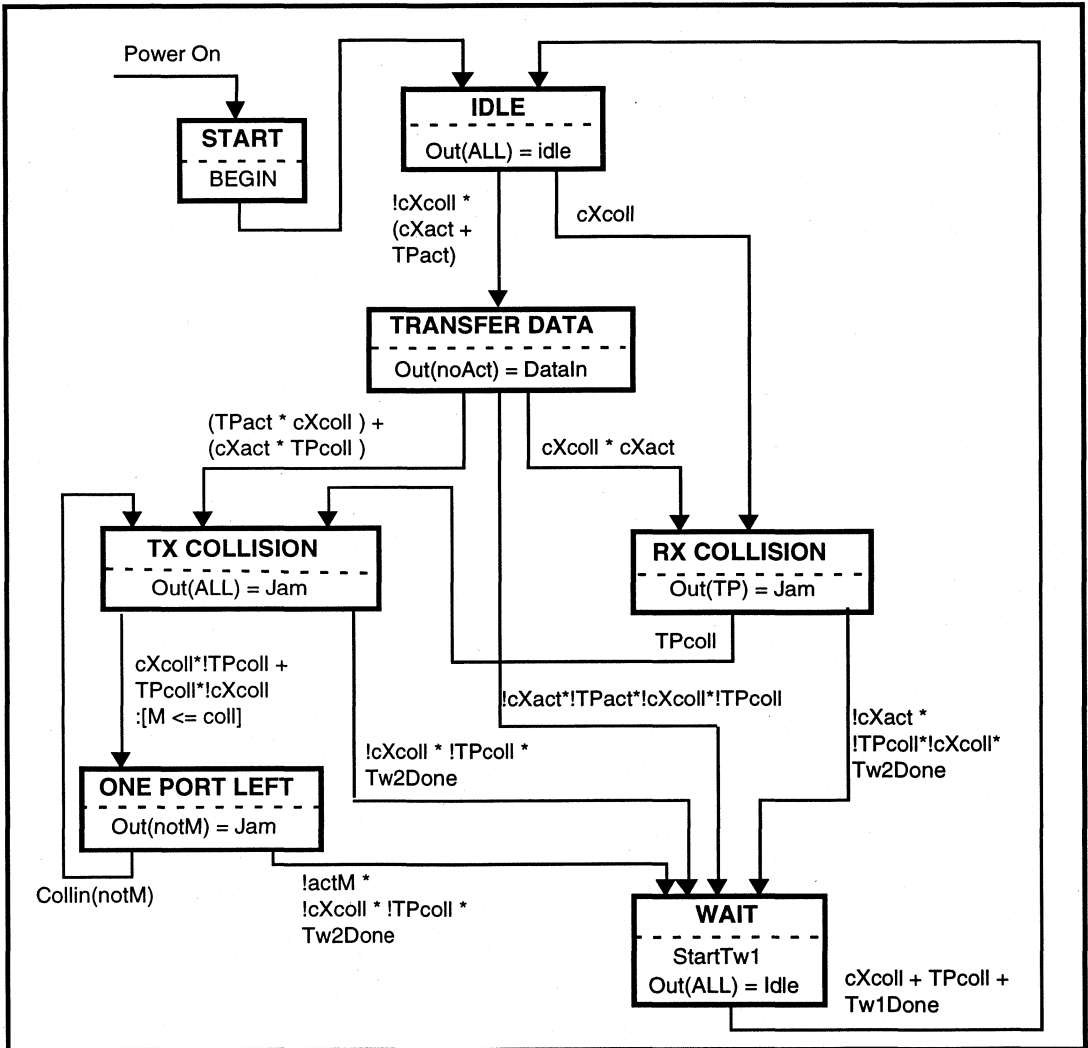 Power On
START
BEGIN
IDLE
Out(ALL) = idle
!cXcoll *
(cXact +
TPact)
cXcoll
TRANSFER DATA
Out(noAct) = DataIn
(TPact * cXcoll ) +
(cXact * TPcoll )
cXcoll * cXact
TX COLLISION
Out(ALL) = Jam
RX COLLISION
Out(TP) = Jam
TPcoll
cXcoll*!TPcoll +
TPcoll*!cXcoll
:[M <= coll]
!cXact*!TPact*!cXcoll*!TPcoll
!cXact *
!TPcoll*!cXcoll*
Tw2Done
!cXcoll * !TPcoll *
Tw2Done
ONE PORT LEFT
Out(notM) = Jam
Collin(notM)
!actM *
!cXcoll * !TPcoll *
Tw2Done
WAIT
StartTw1
Out(ALL) = Idle
cXcoll + TPcoll +
Tw1Done